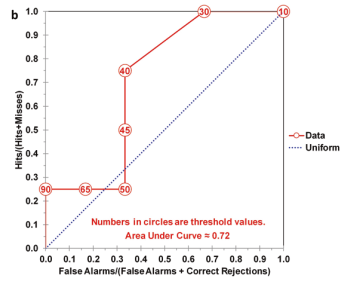 b
1.0
0.9
0.8
0.7
0.6
0.5
0.4
0.3
0.2
0.1
0.0
Hits/(Hits+Misses)
30
10
40
45
90
65
50
Data
Uniform
Numbers in circles are threshold values.
Area Under Curve ≈ 0.72
0.0 0.1 0.2 0.3 0.4 0.5 0.6 0.7 0.8 0.9 1.0
False Alarms/(False Alarms + Correct Rejections)